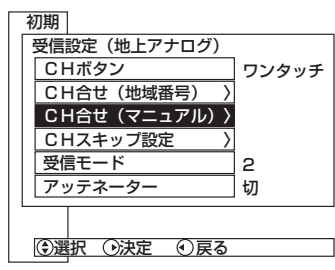 初期
受信設定（地上アナログ）
CHボタン ワンタッチ
CH合せ（地域番号） 〉
CH合せ（マニュアル）〉
CHスキップ設定 〉
受信モード 2
アッテネーター 切
選択 決定 戻る